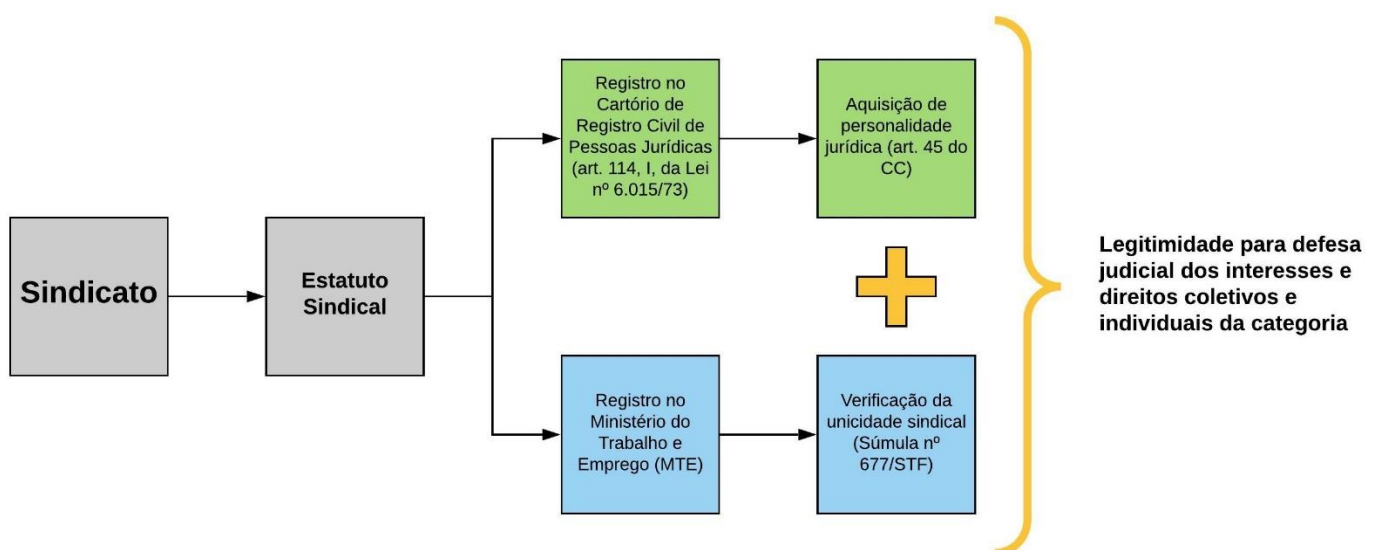 Sindicato
Estatuto
Sindical
Registro no
Cartório de
Registro Civil de
Pessoas Jurídicas
(art. 114, I, da Lei
nº 6.015/73)
Aquisição de
personalidade
jurídica (art. 45 do
CC)
Registro no
Ministério do
Trabalho e
Emprego (MTE)
Verificação da
unicidade sindical
(Súmula nº
677/STF)
Legitimidade para defesa
judicial dos interesses e
direitos coletivos e
individuais da categoria